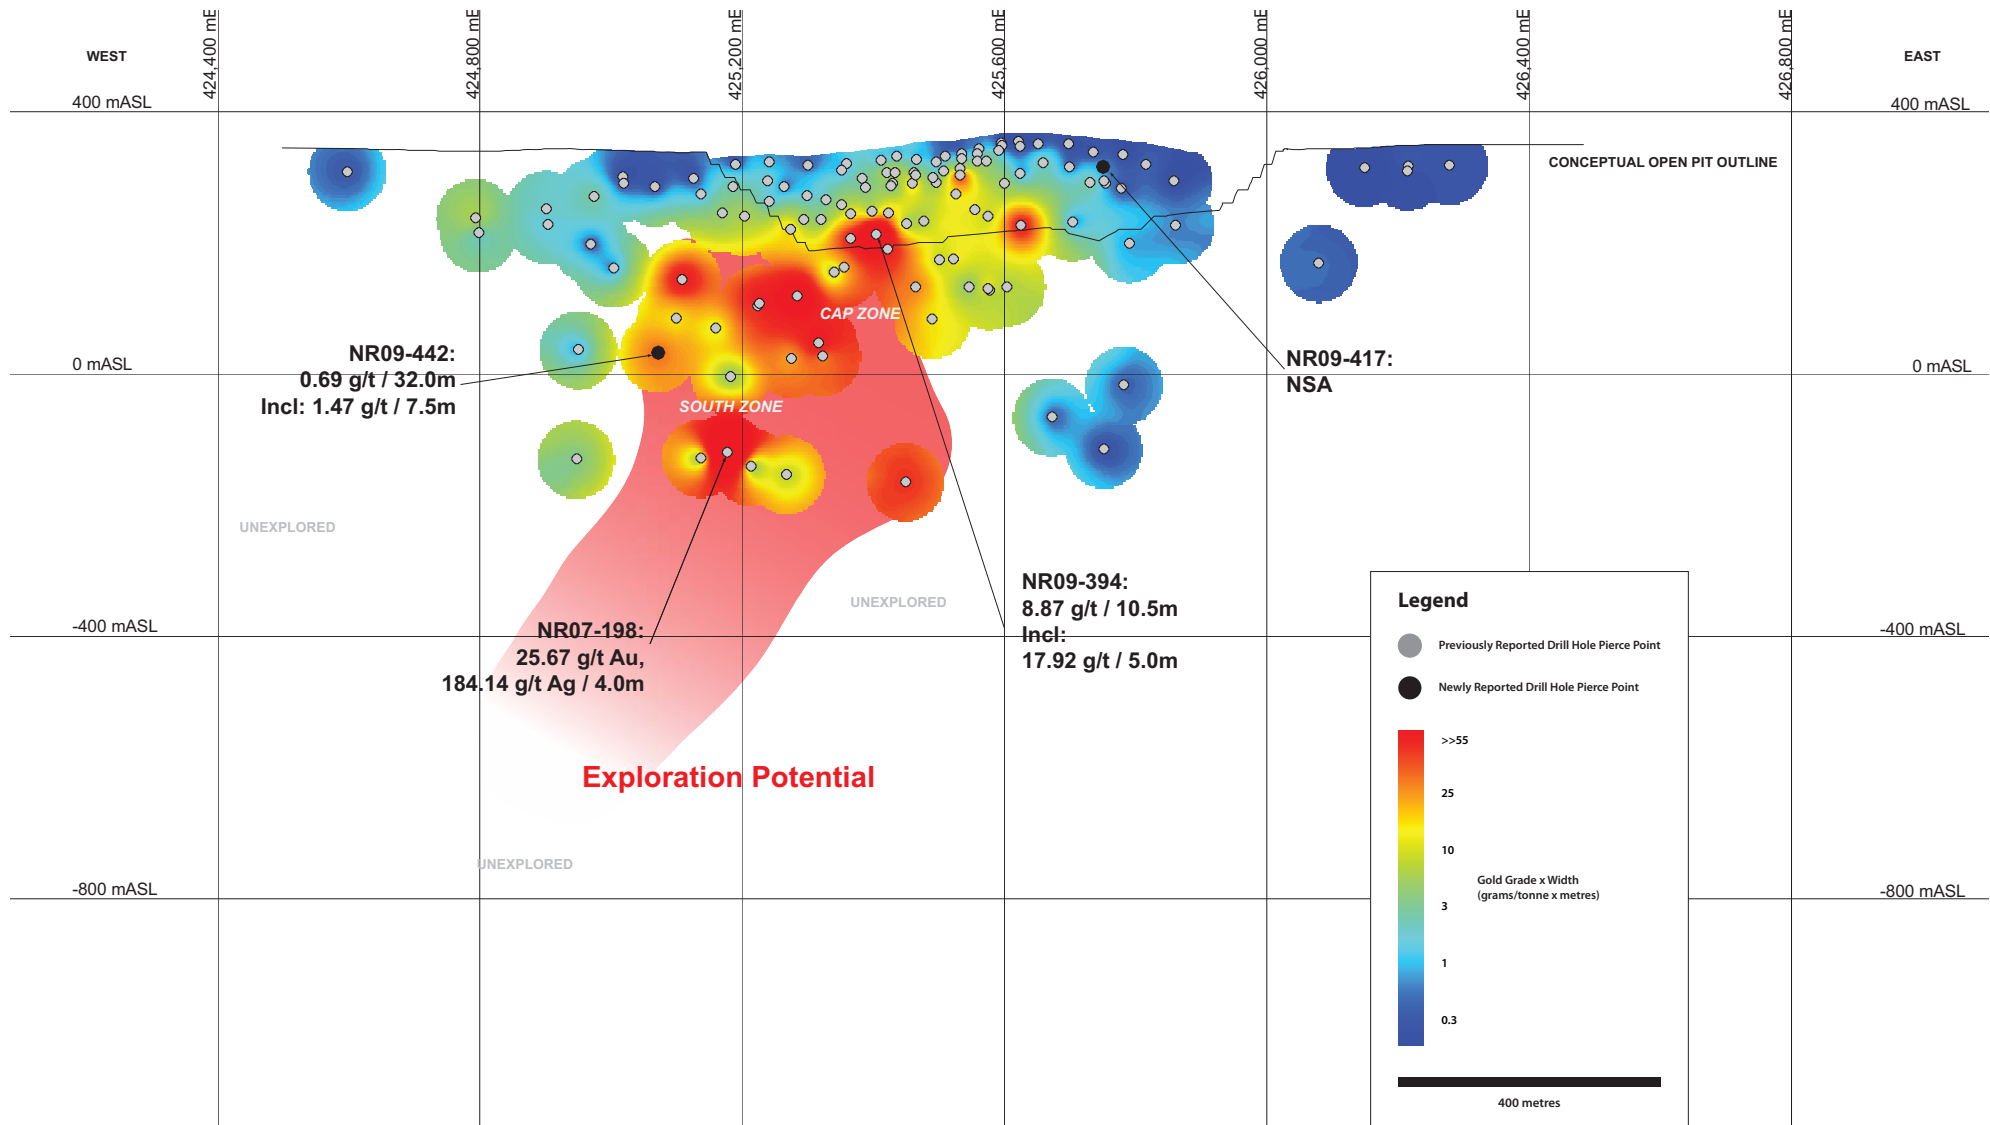 424,400 mE
424,800 mE
425,200 mE
425,600 mE
426,000 mE
426,400 mE
426,800 mE
WEST
EAST
400 mASL
400 mASL
CONCEPTUAL OPEN PIT OUTLINE
CAP ZONE
NR09-442:
0.69 g/t / 32.0m
Incl: 1.47 g/t / 7.5m
0 mASL
0 mASL
NR09-417:
NSA
SOUTH ZONE
UNEXPLORED
UNEXPLORED
NR09-394:
8.87 g/t / 10.5m
Incl:
17.92 g/t / 5.0m
NR07-198:
25.67 g/t Au,
184.14 g/t Ag / 4.0m
-400 mASL
-400 mASL
Exploration Potential
UNEXPLORED
-800 mASL
-800 mASL
Legend
Previously Reported Drill Hole Pierce Point
Newly Reported Drill Hole Pierce Point
>>55
25
10
3
1
0.3
Gold Grade x Width
(grams/tonne x metres)
400 metres